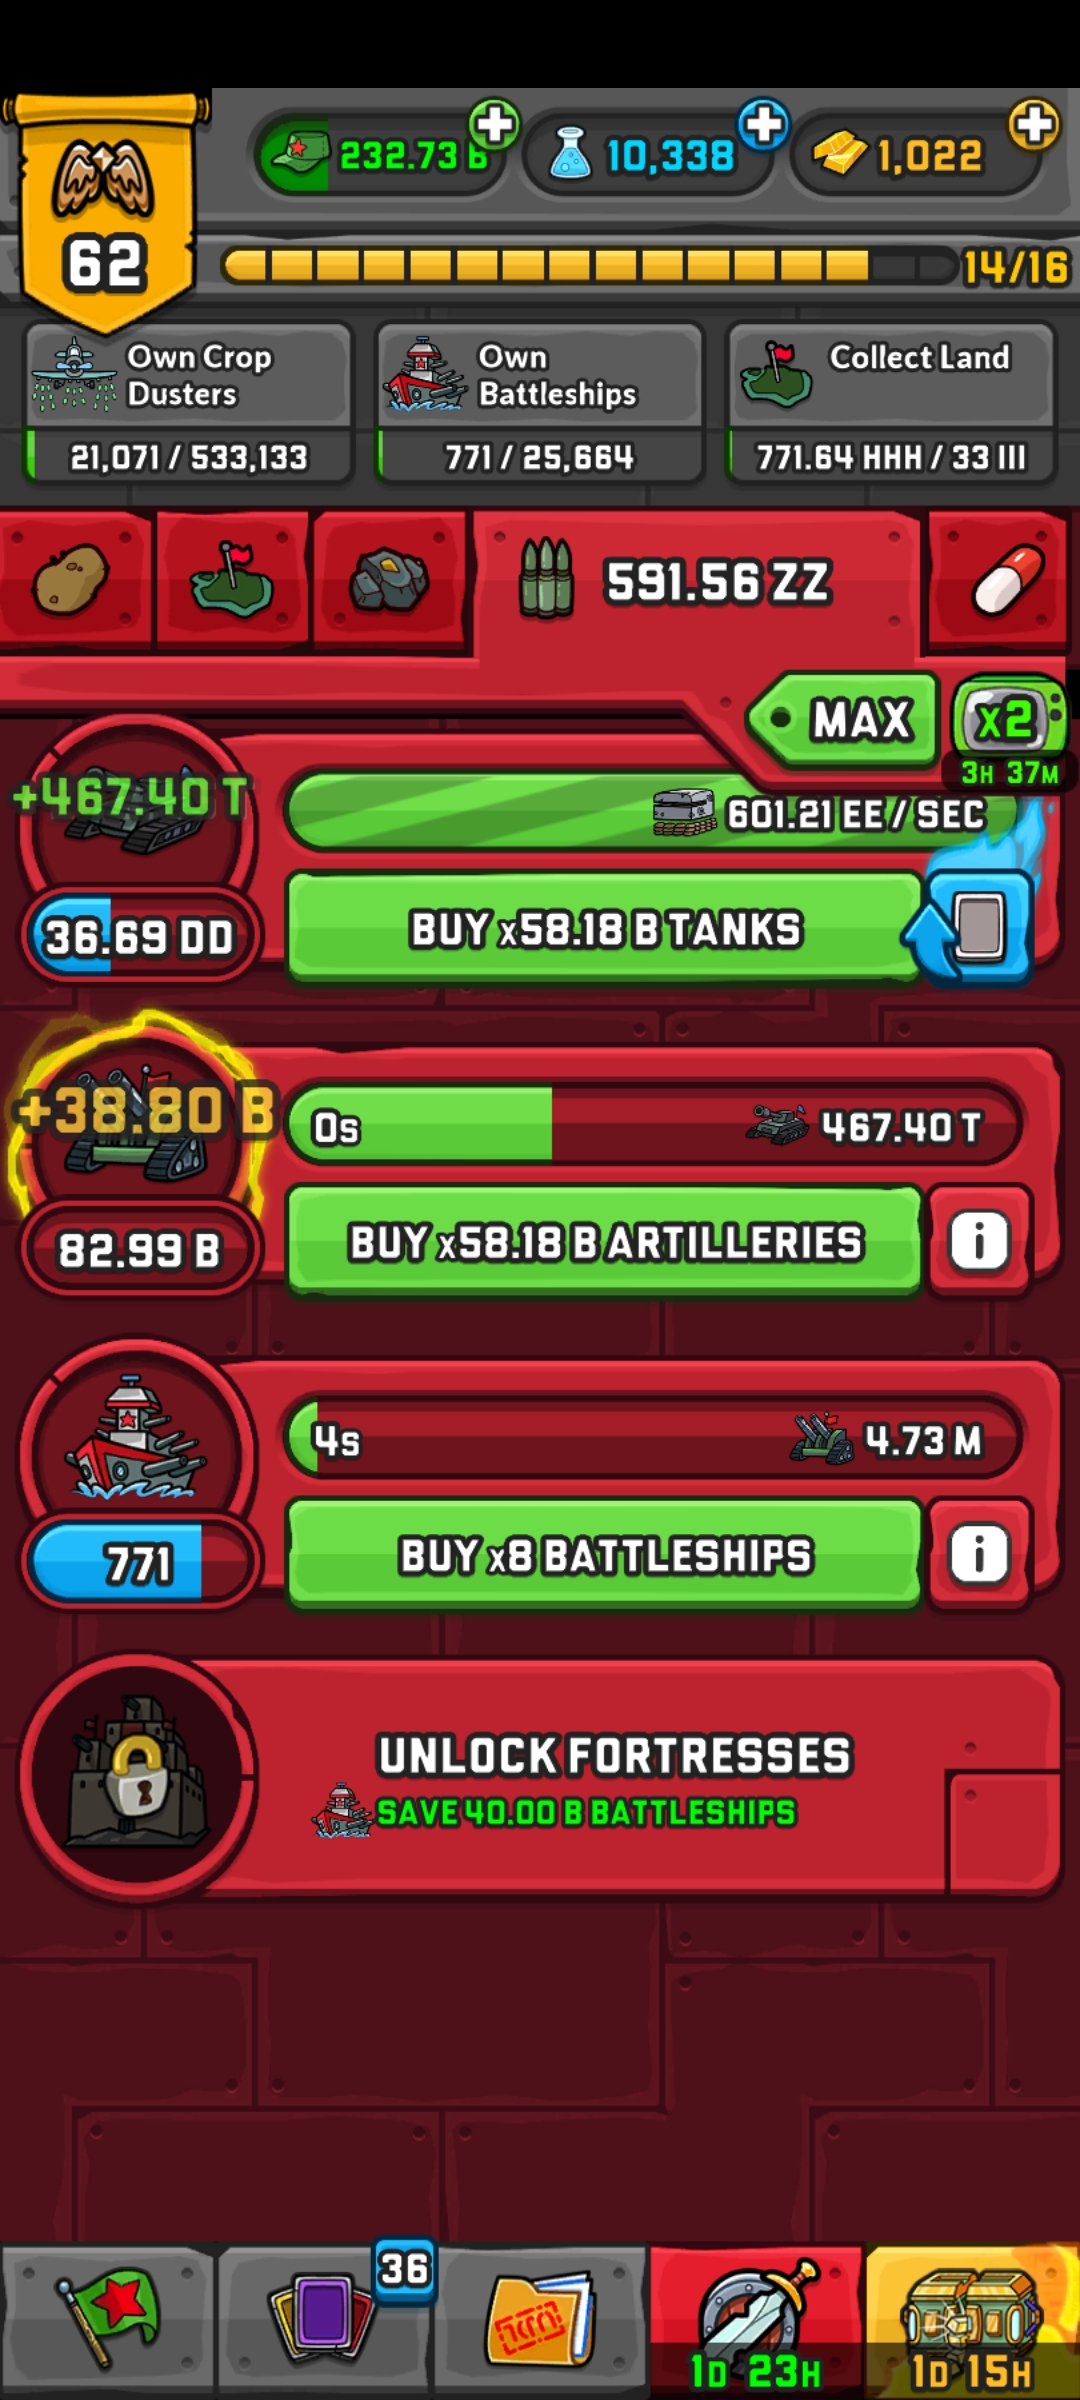 62
232.73 B
10,338
1,022
14/16
Own Crop
Dusters
21,071 / 533,133
Own
Battleships
771 / 25,664
Collect Land
771.64 HHH / 33 III
591.56 ZZ
MAX
x2
3H 37M
+467.40 T
601.21 EE / SEC
36.69 DD
BUY x58.18 B TANKS
+38.80 B
0s
467.40 T
82.99 B
BUY x58.18 B ARTILLERIES
i
4s
4.73 M
771
BUY x8 BATTLESHIPS
i
UNLOCK FORTRESSES
SAVE 40.00 B BATTLESHIPS
36
1D 23H
1D 15H